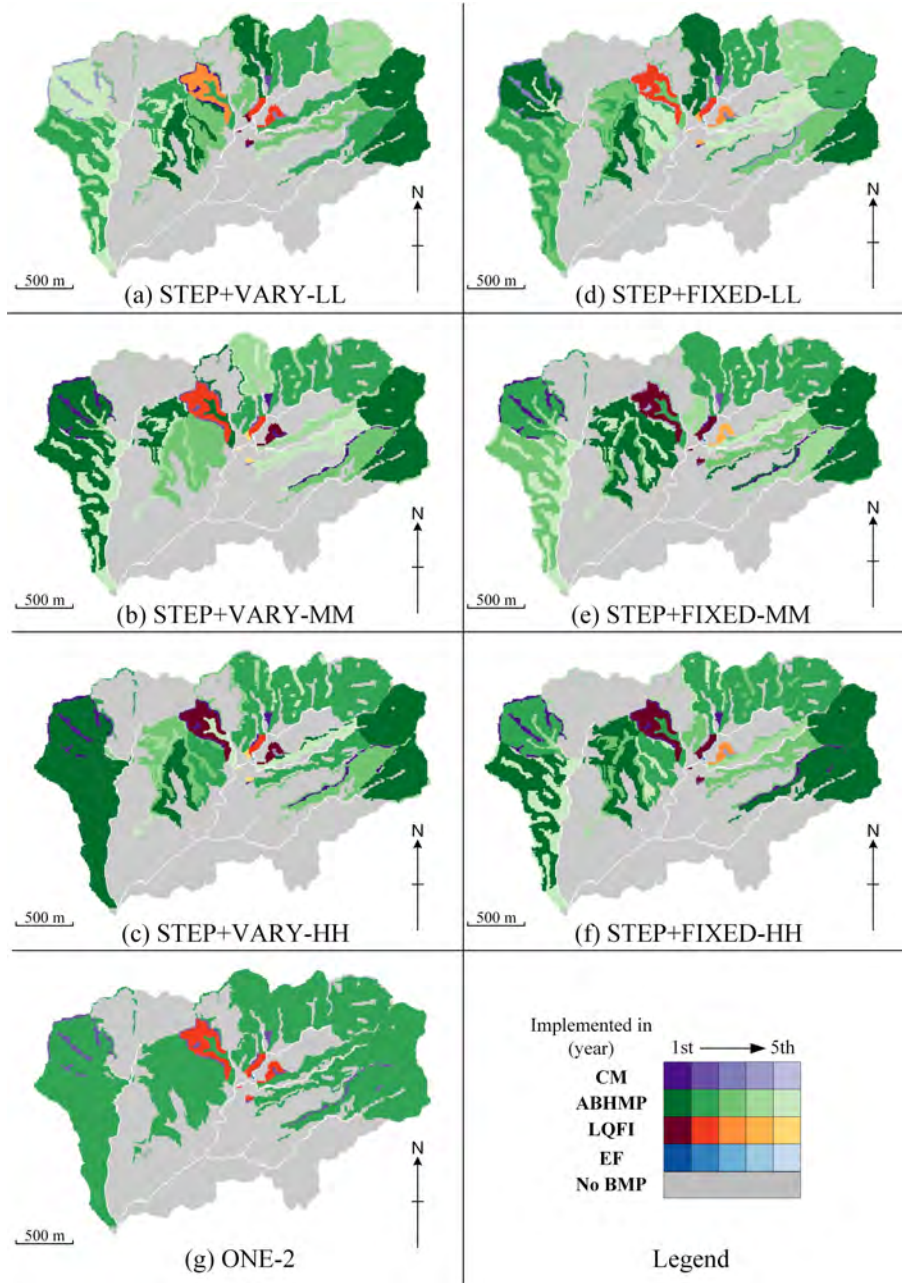 N
500 m
(a) STEP+VARY-LL
N
500 m
(d) STEP+FIXED-LL
N
500 m
(b) STEP+VARY-MM
N
500 m
(e) STEP+FIXED-MM
N
500 m
(c) STEP+VARY-HH
N
500 m
(f) STEP+FIXED-HH
N
500 m
(g) ONE-2
Implemented in
(year)
1st
5th
CM
ABHMP
LQFI
EF
No BMP
Legend